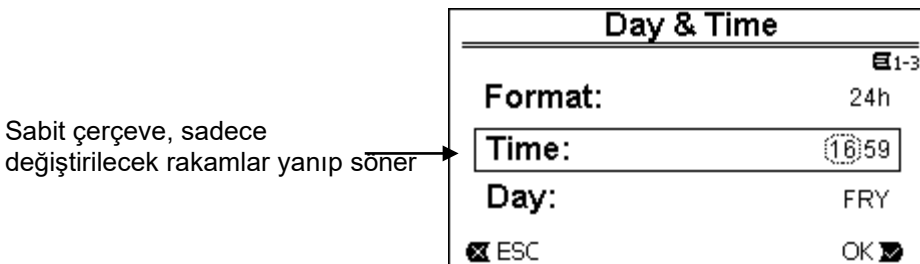 Day & Time
1-3
Format: 24h
Sabit çerçeve, sadece
değiştirilecek rakamlar yanıp söner
Time: 16:59
Day: FRY
ESC OK